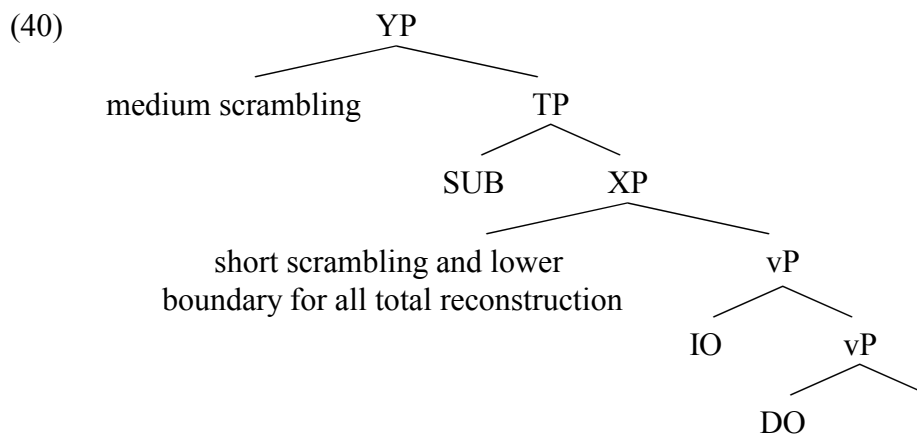 (40)
YP
medium scrambling
TP
SUB
XP
short scrambling and lower
boundary for all total reconstruction
vP
IO
vP
DO